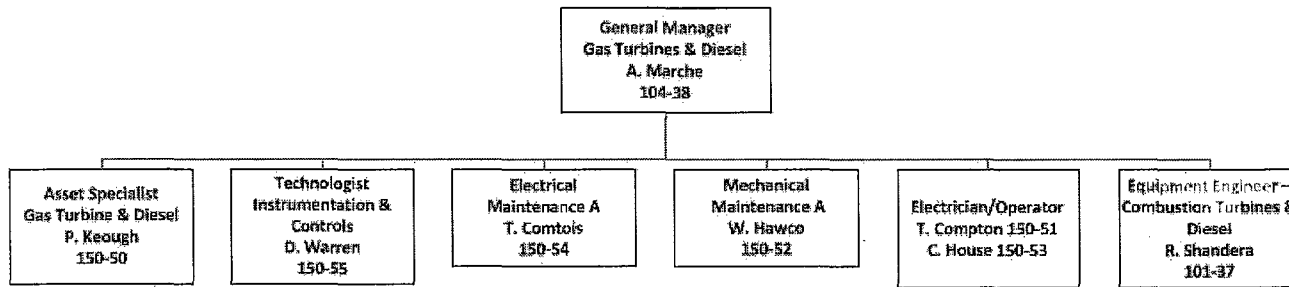 General Manager
Gas Turbines & Diesel
A. Marche
104-38
Asset Specialist
Gas Turbine & Diesel
P. Keough
150-50
Technologist
Instrumentation &
Controls
D. Warren
150-55
Electrical
Maintenance A
T. Comtois
150-54
Mechanical
Maintenance A
W. Hawco
150-52
Electrician/Operator
T. Compton 150-51
C. House 150-53
Equipment Engineer –
Combustion Turbines &
Diesel
R. Shandera
101-37